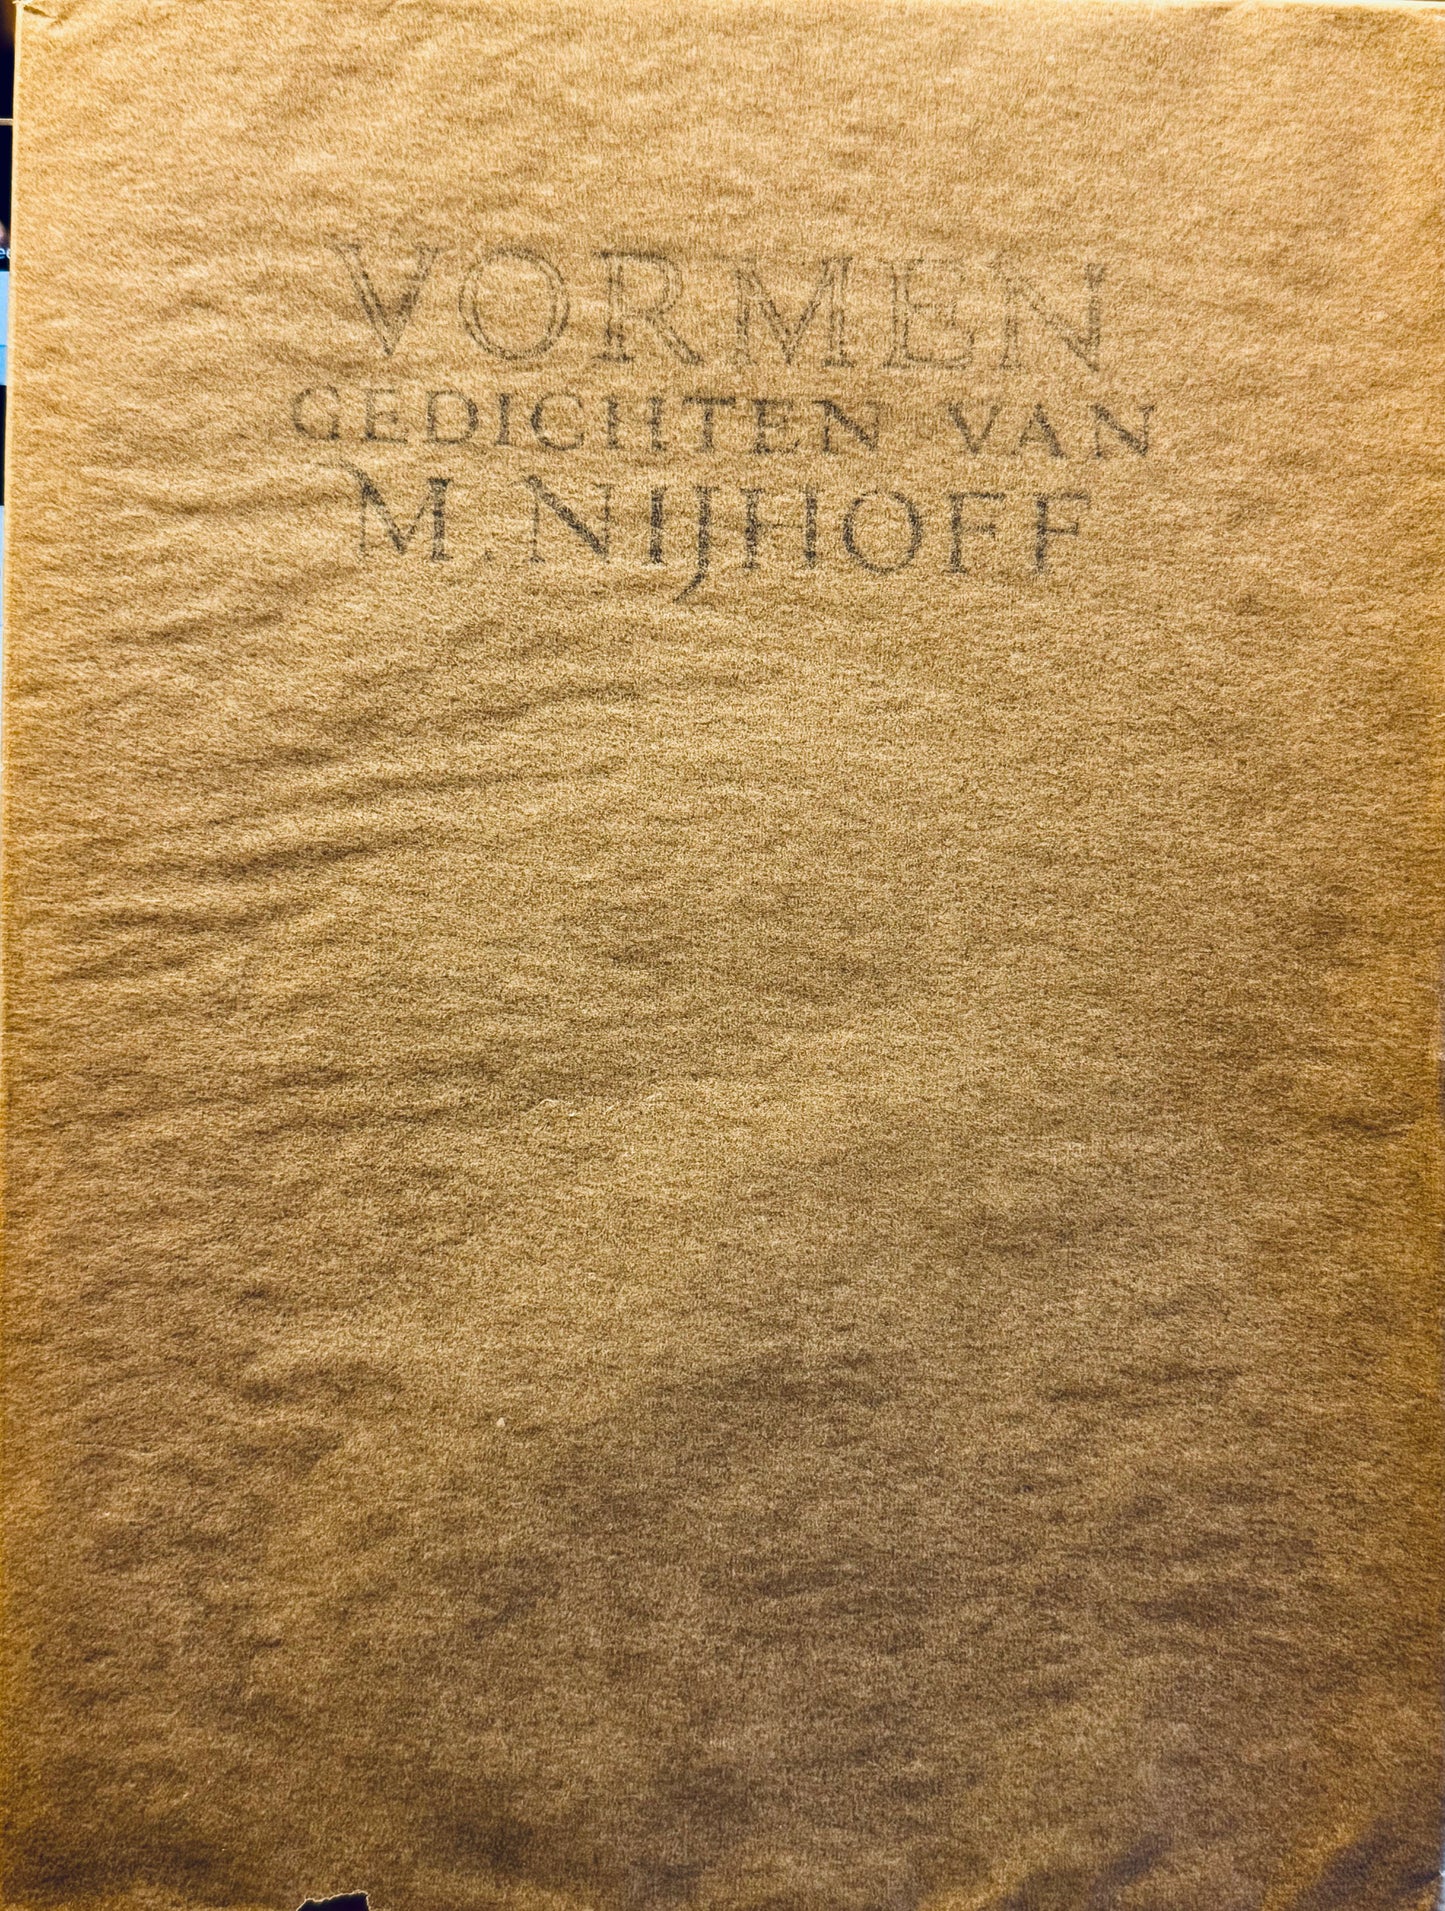 VORMEN
GEDICHTEN VAN
M. NIJHOFF